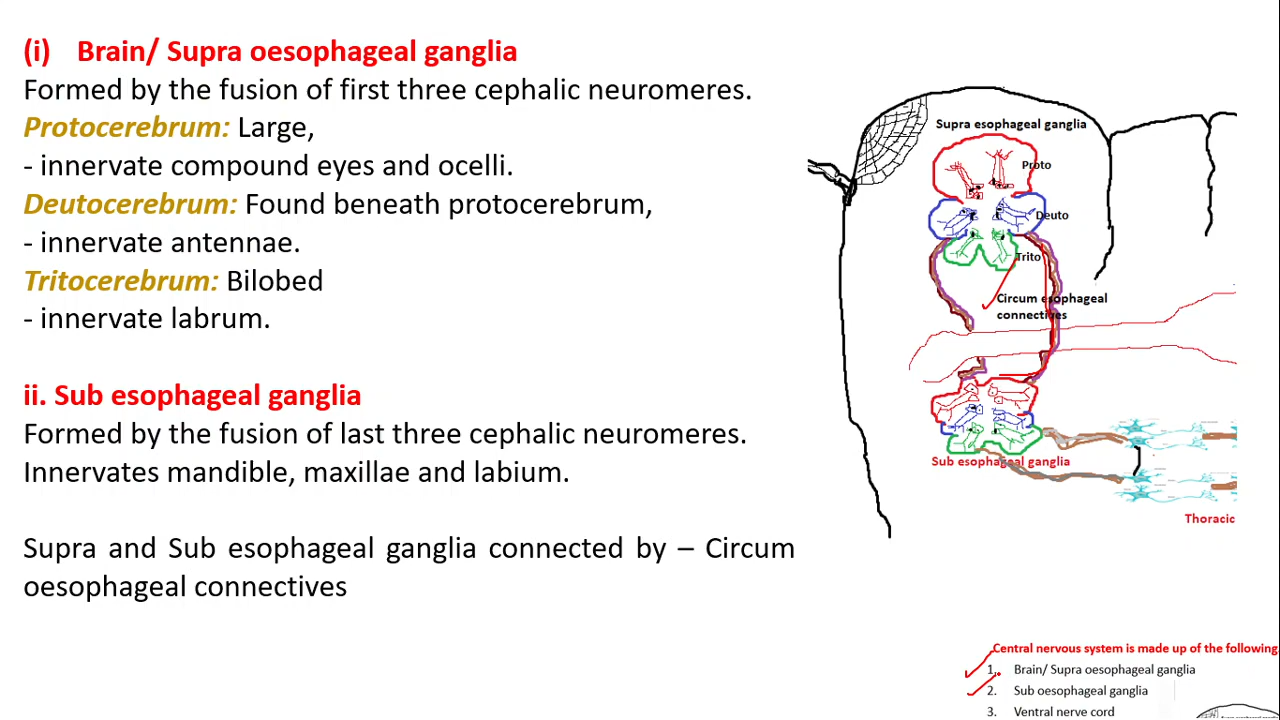 (i) Brain/ Supra oesophageal ganglia
Formed by the fusion of first three cephalic neuromeres.
Protocerebrum: Large,
- innervate compound eyes and ocelli.
Deutocerebrum: Found beneath protocerebrum,
- innervate antennae.
Tritocerebrum: Bilobed
- innervate labrum.
ii. Sub esophageal ganglia
Formed by the fusion of last three cephalic neuromeres.
Innervates mandible, maxillae and labium.
Supra and Sub esophageal ganglia connected by – Circum
oesophageal connectives
Supra esophageal ganglia
Proto
Deuto
Trito
Circum esophageal
connectives
Sub esophageal ganglia
Thoracic
Central nervous system is made up of the following
1. Brain/ Supra oesophageal ganglia
2. Sub oesophageal ganglia
3. Ventral nerve cord